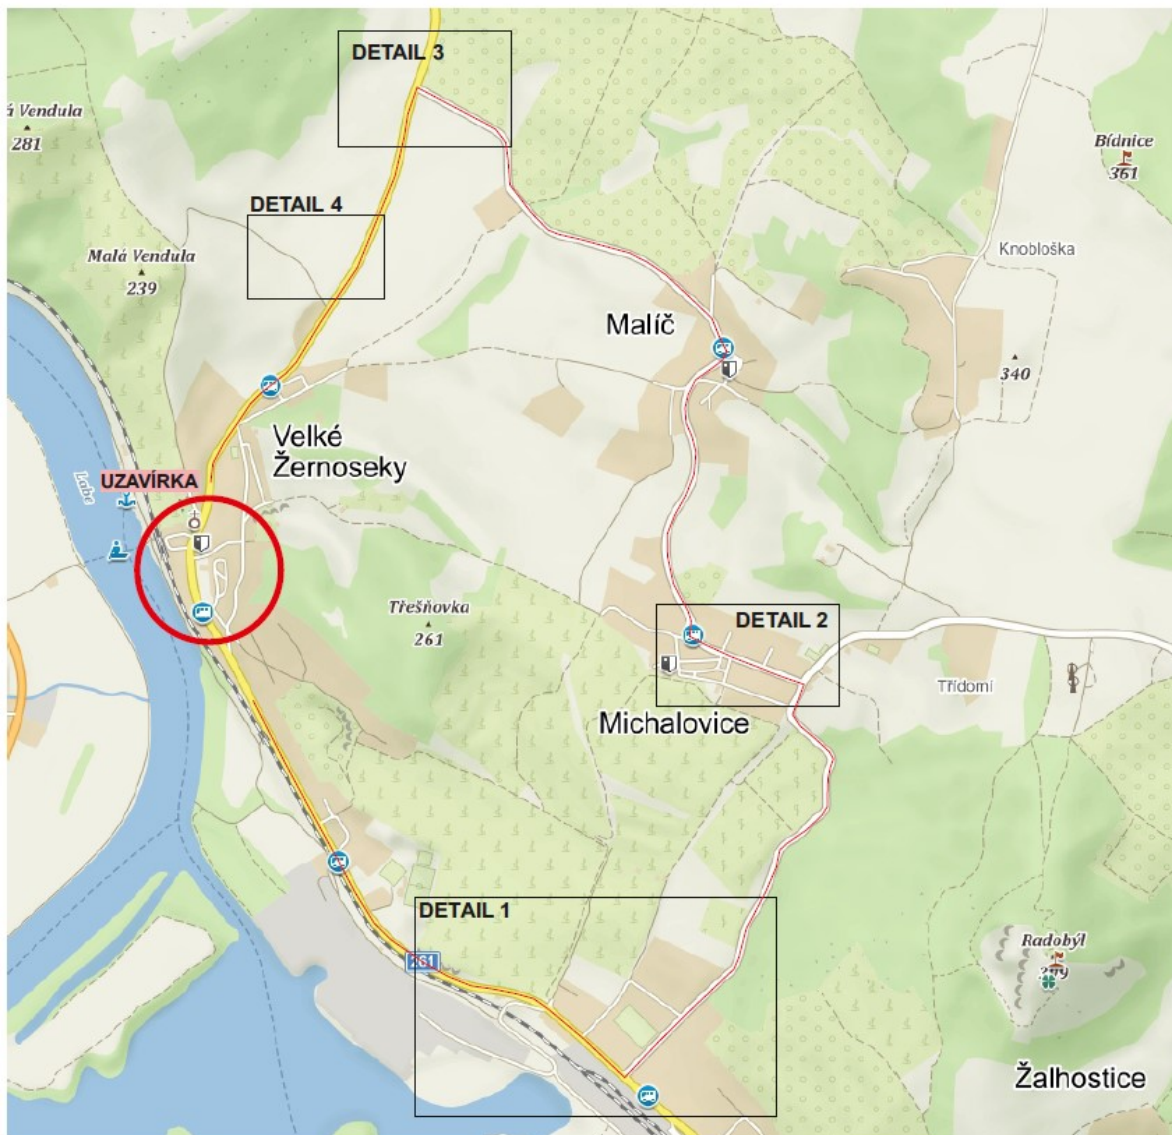 DETAIL 3
á Vendula
281
Bídnice
361
DETAIL 4
Malá Vendula
239
Knobloška
Malíč
340
Velké
Žernoseky
UZAVÍRKA
Labe
Třešňovka
261
DETAIL 2
Třídomí
Michalovice
DETAIL 1
261
Radobýl
399
Žalhostice